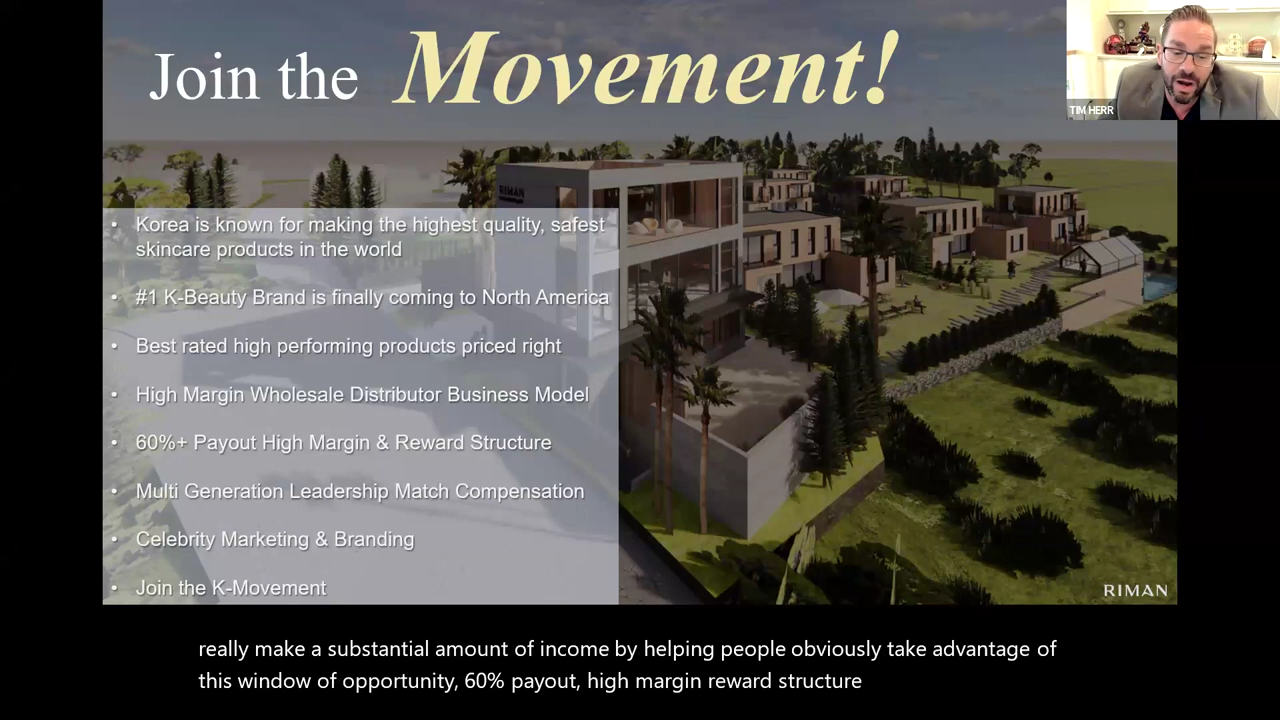 Join the Movement!
TIM HERR
RIMAN
• Korea is known for making the highest quality, safest
skincare products in the world
• #1 K-Beauty Brand is finally coming to North America
• Best rated high performing products priced right
• High Margin Wholesale Distributor Business Model
• 60%+ Payout High Margin & Reward Structure
• Multi Generation Leadership Match Compensation
• Celebrity Marketing & Branding
• Join the K-Movement
RIMAN
really make a substantial amount of income by helping people obviously take advantage of
this window of opportunity, 60% payout, high margin reward structure